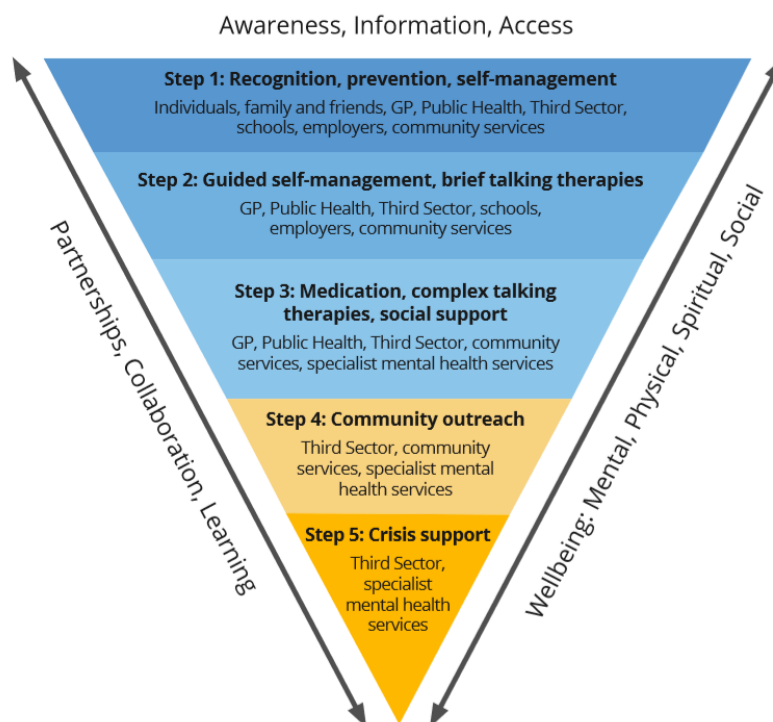 Awareness, Information, Access
Step 1: Recognition, prevention, self-management
Individuals, family and friends, GP, Public Health, Third Sector,
schools, employers, community services
Step 2: Guided self-management, brief talking therapies
GP, Public Health, Third Sector, schools,
employers, community services
Step 3: Medication, complex talking
therapies, social support
GP, Public Health, Third Sector, community
services, specialist mental health services
Step 4: Community outreach
Third Sector, community
services, specialist mental
health services
Step 5: Crisis support
Third Sector,
specialist
mental health
services
Partnerships, Collaboration, Learning
Wellbeing: Mental, Physical, Spiritual, Social